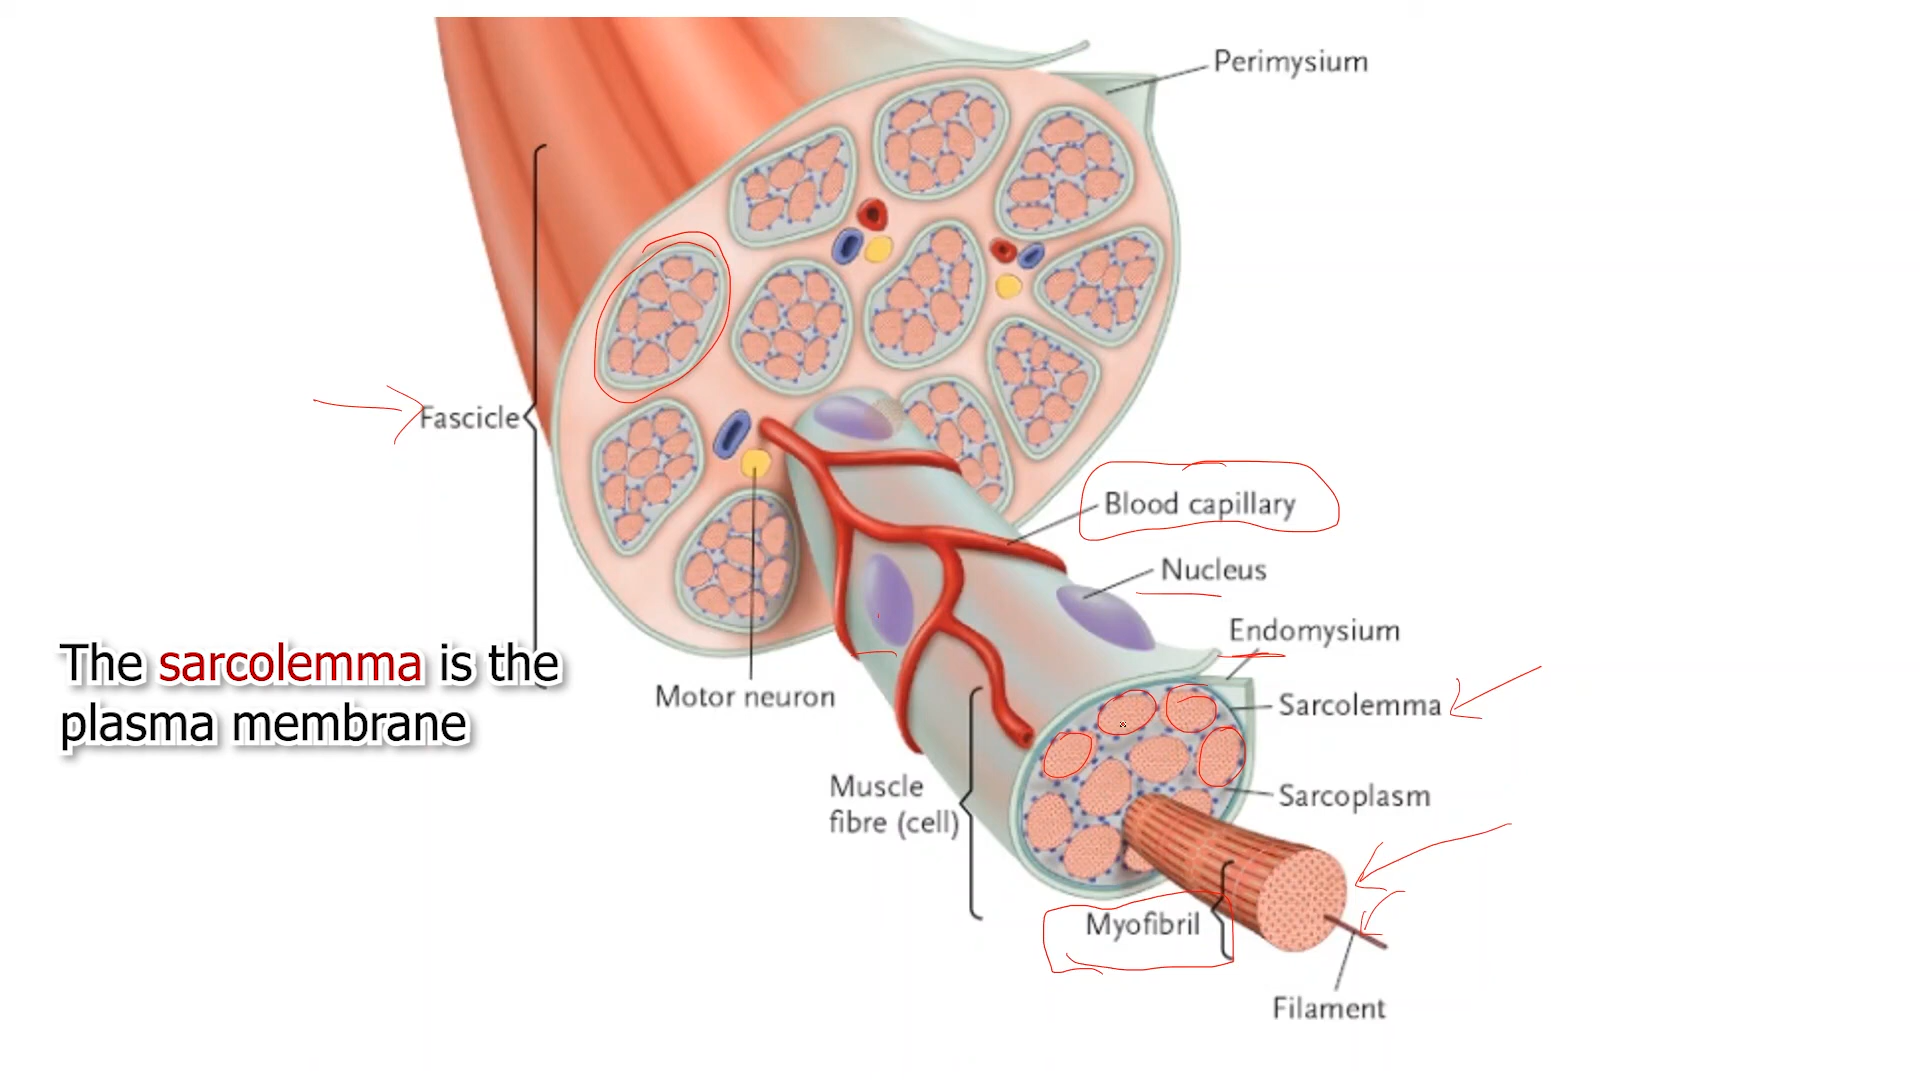 Perimysium
Fascicle
Blood capillary
Nucleus
Endomysium
The sarcolemma is the
plasma membrane
Motor neuron
Sarcolemma
Muscle
fibre (cell)
Sarcoplasm
Myofibril
Filament